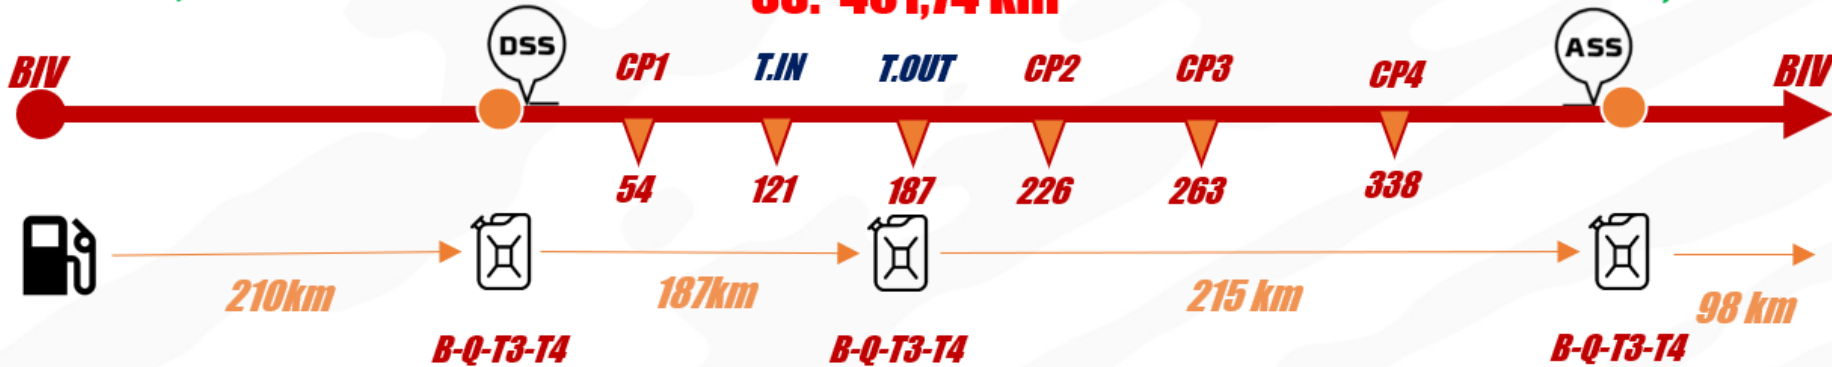 BIV
DSS
CP1
T.IN
T.OUT
CP2
CP3
CP4
ASS
BIV
54
121
187
226
263
338
210km
187km
215 km
98 km
B-Q-T3-T4
B-Q-T3-T4
B-Q-T3-T4